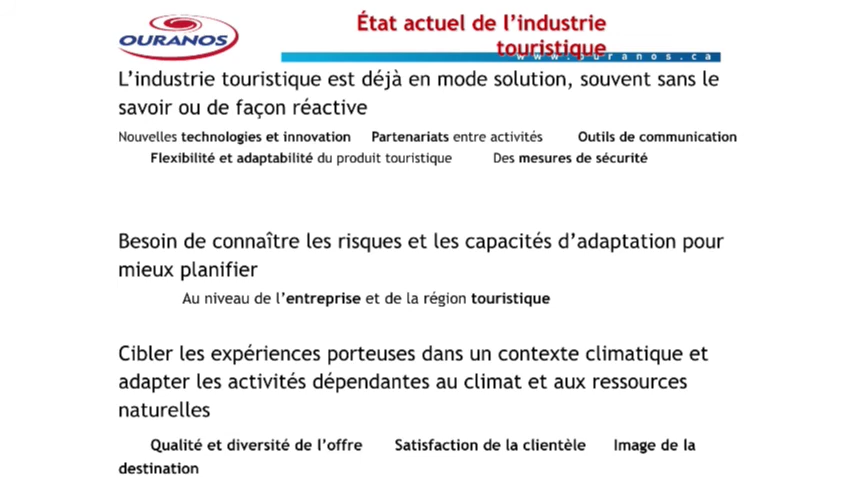 OURANOS
État actuel de l’industrie
touristique
www.ouranos.ca
L’industrie touristique est déjà en mode solution, souvent sans le
savoir ou de façon réactive
Nouvelles technologies et innovation Partenariats entre activités Outils de communication
Flexibilité et adaptabilité du produit touristique Des mesures de sécurité
Besoin de connaître les risques et les capacités d’adaptation pour
mieux planifier
Au niveau de l’entreprise et de la région touristique
Cibler les expériences porteuses dans un contexte climatique et
adapter les activités dépendantes au climat et aux ressources
naturelles
Qualité et diversité de l’offre Satisfaction de la clientèle Image de la
destination